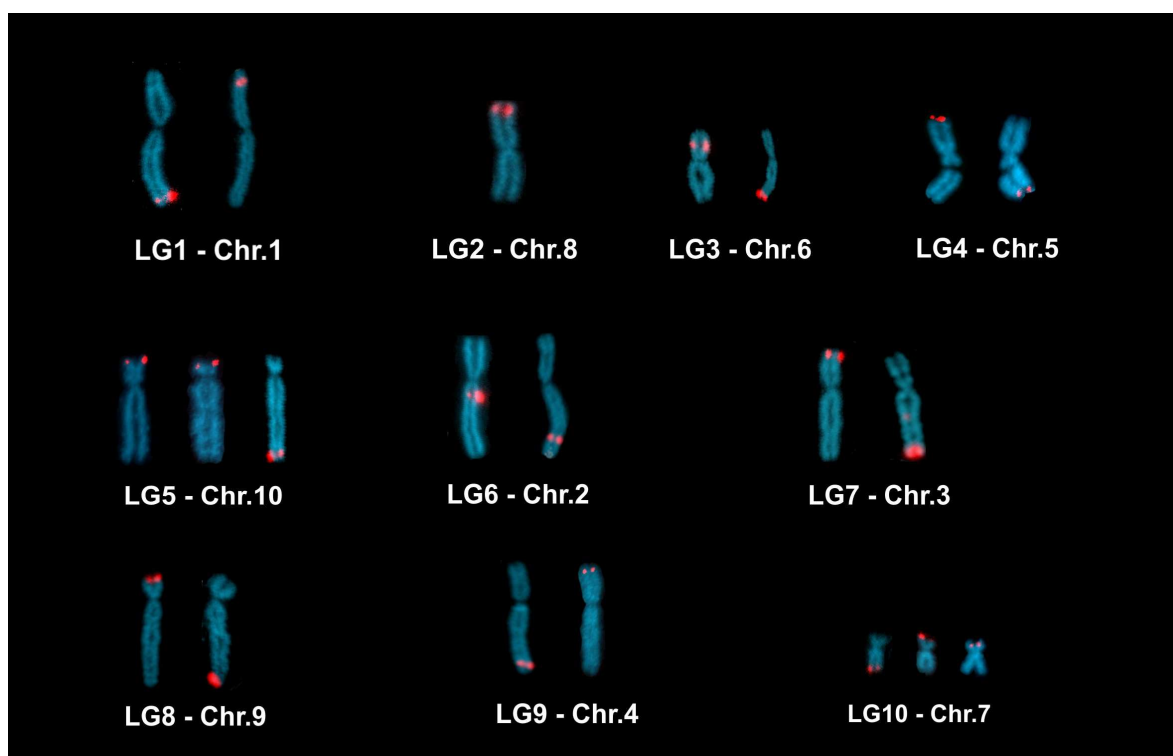 LG1 - Chr.1
LG2 - Chr.8
LG3 - Chr.6
LG4 - Chr.5
LG5 - Chr.10
LG6 - Chr.2
LG7 - Chr.3
LG8 - Chr.9
LG9 - Chr.4
LG10 - Chr.7